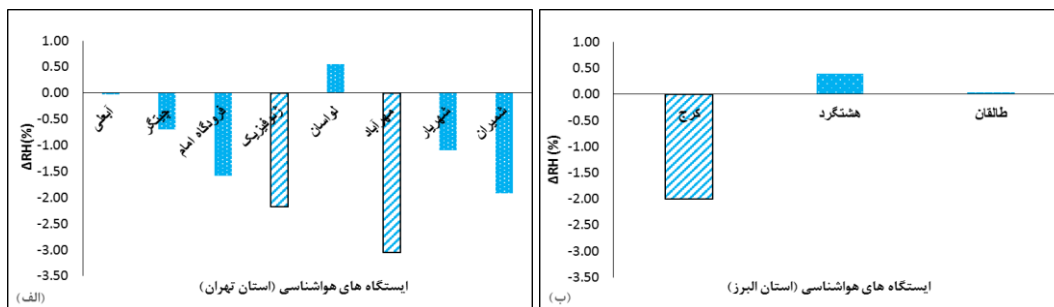 1.00
0.50
0.00
-0.50
-1.00
-1.50
-2.00
-2.50
-3.00
-3.50
ΔRH(%)
آبعلی
چیتگر
فرودگاه امام
ژئوفیزیک
لواسان
مهرآباد
شهریار
شمیران
ایستگاه های هواشناسی (استان تهران)
(الف)
1.00
0.50
0.00
-0.50
-1.00
-1.50
-2.00
-2.50
-3.00
-3.50
ΔRH (%)
کرج
هشتگرد
طالقان
ایستگاه های هواشناسی (استان البرز)
(ب)